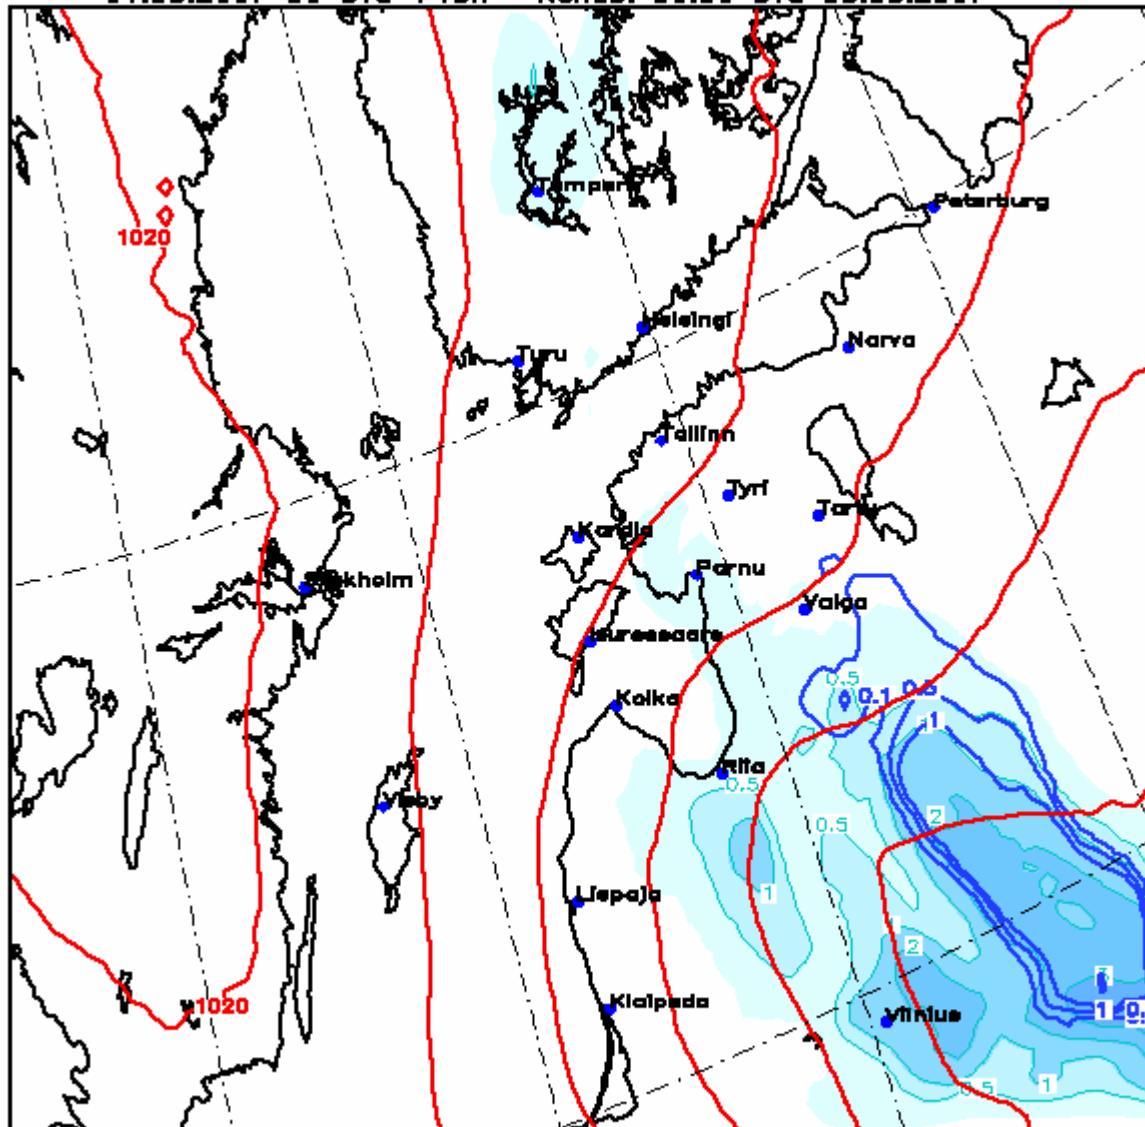 Tampere
Peterburg
1020
Helsingi
Narva
Turu
Tallinn
Tyri
Tartu
Kardla
Parnu
Stokholm
Valga
Kuressaare
0.5
0.1
0.5
Kolka
1
Riia
0.5
Visby
2
0.5
1
Liepaja
1
2
3
1020
Klaipeda
Vilnius
1
0.5
1